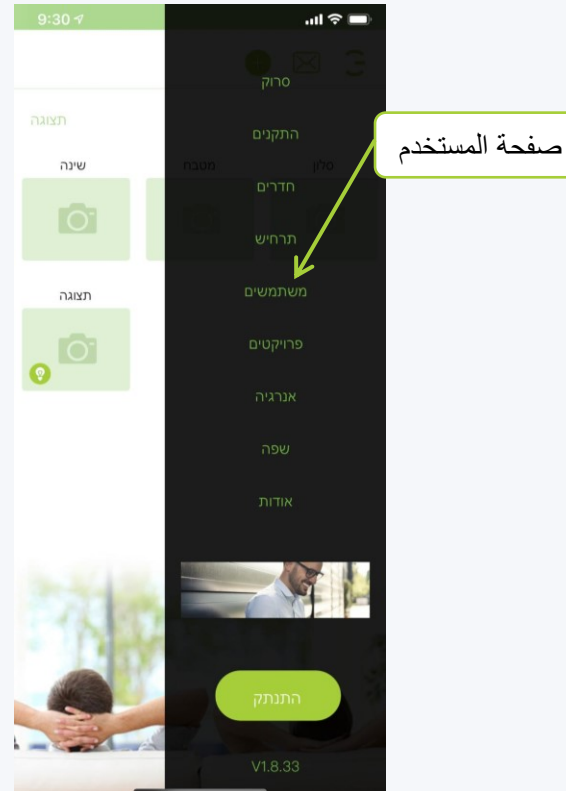 9:30
סרוק
תצוגה
התקנים
صفحة المستخدم
סלון
מטבח
שינה
חדרים
תרחיש
משתמשים
תצוגה
פרויקטים
אנרגיה
שפה
אודות
התנתק
V1.8.33